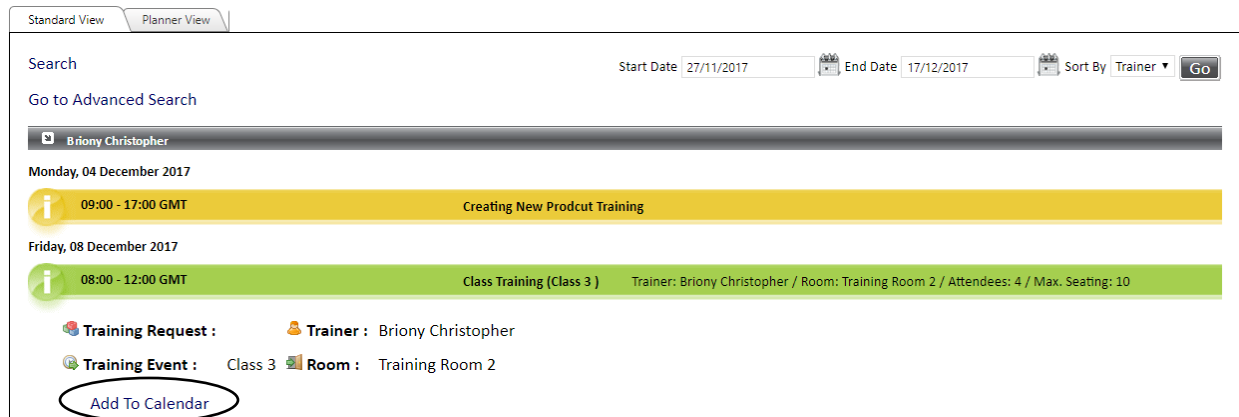 Standard View Planner View
Search Start Date 27/11/2017 End Date 17/12/2017 Sort By Trainer Go
Go to Advanced Search
Briony Christopher
Monday, 04 December 2017
09:00 - 17:00 GMT Creating New Prodcut Training
Friday, 08 December 2017
08:00 - 12:00 GMT Class Training (Class 3 ) Trainer: Briony Christopher / Room: Training Room 2 / Attendees: 4 / Max. Seating: 10
Training Request : Trainer : Briony Christopher
Training Event : Class 3 Room : Training Room 2
Add To Calendar